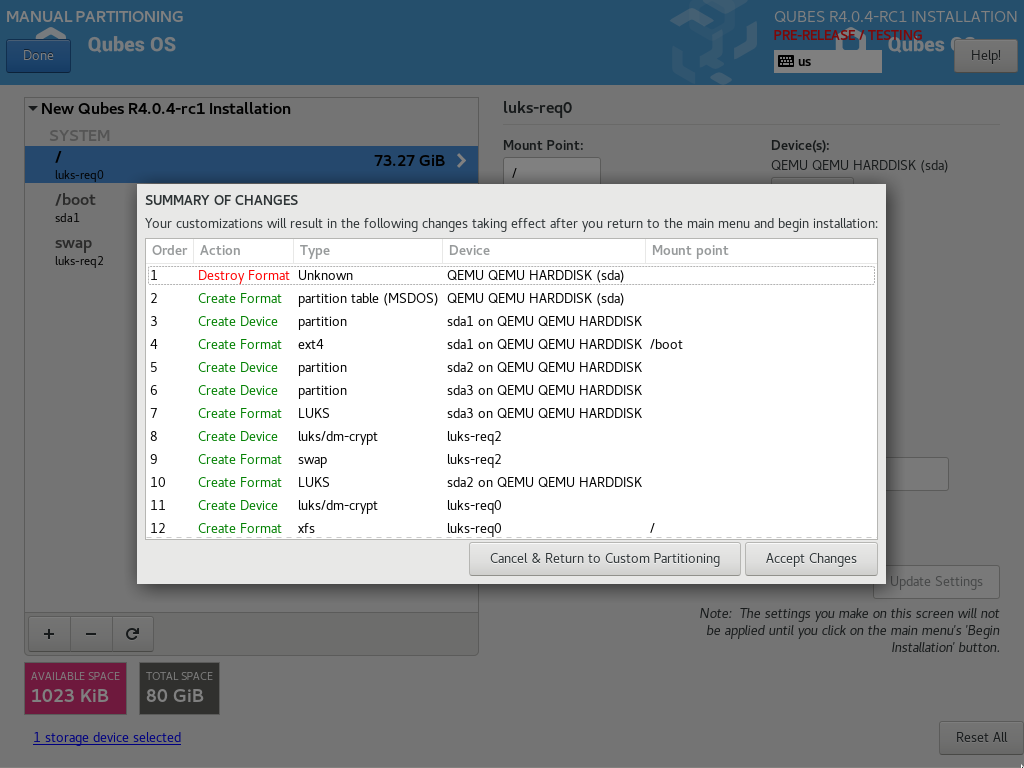 MANUAL PARTITIONING
QUBES R4.0.4-RC1 INSTALLATION
PRE-RELEASE / TESTING
Qubes OS
Qubes
Done
us
Help!
New Qubes R4.0.4-rc1 Installation
SYSTEM
/ 73.27 GiB
luks-req0
/boot
sda1
swap
luks-req2
luks-req0
Mount Point:
/
Device(s):
QEMU QEMU HARDDISK (sda)
SUMMARY OF CHANGES
Your customizations will result in the following changes taking effect after you return to the main menu and begin installation:
Order Action Type Device Mount point
1 Destroy Format Unknown QEMU QEMU HARDDISK (sda)
2 Create Format partition table (MSDOS) QEMU QEMU HARDDISK (sda)
3 Create Device partition sda1 on QEMU QEMU HARDDISK
4 Create Format ext4 sda1 on QEMU QEMU HARDDISK /boot
5 Create Device partition sda2 on QEMU QEMU HARDDISK
6 Create Device partition sda3 on QEMU QEMU HARDDISK
7 Create Format LUKS sda3 on QEMU QEMU HARDDISK
8 Create Device luks/dm-crypt luks-req2
9 Create Format swap luks-req2
10 Create Format LUKS sda2 on QEMU QEMU HARDDISK
11 Create Device luks/dm-crypt luks-req0
12 Create Format xfs luks-req0 /
Cancel & Return to Custom Partitioning
Accept Changes
Update Settings
Note: The settings you make on this screen will not
be applied until you click on the main menu's 'Begin
Installation' button.
+ −
AVAILABLE SPACE
1023 KiB
TOTAL SPACE
80 GiB
1 storage device selected
Reset All